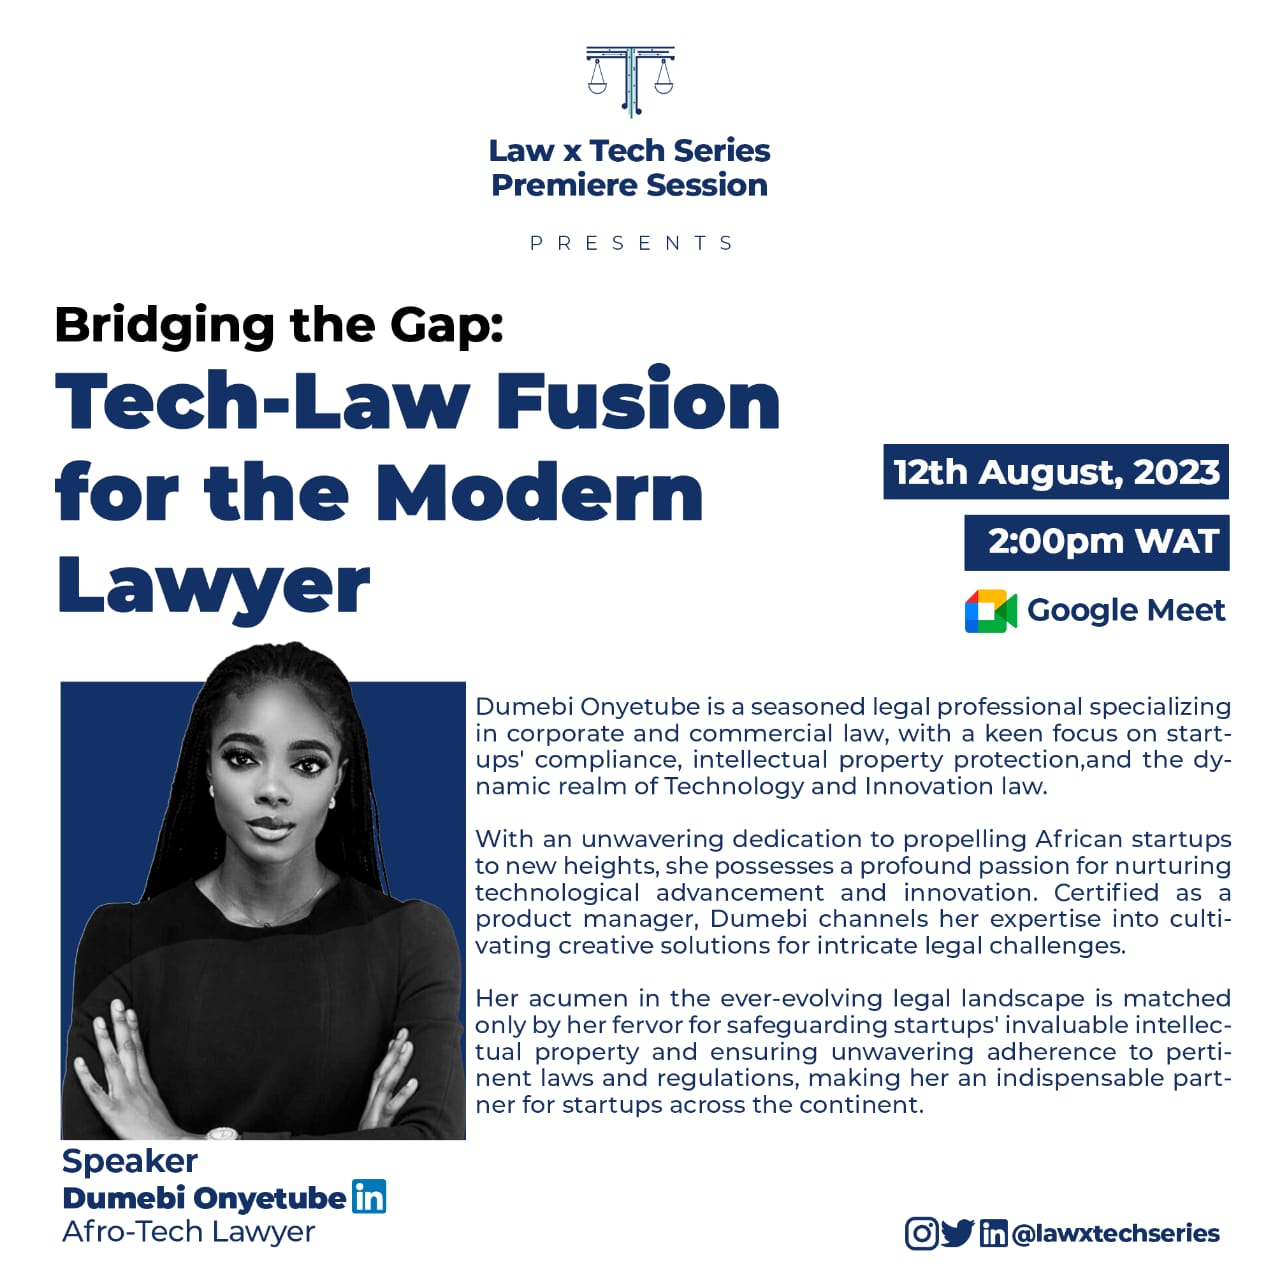 Law x Tech Series
Premiere Session
PRESENTS
Bridging the Gap:
Tech-Law Fusion
for the Modern
Lawyer
12th August, 2023
2:00pm WAT
Google Meet
Dumebi Onyetube is a seasoned legal professional specializing
in corporate and commercial law, with a keen focus on start-
ups' compliance, intellectual property protection,and the dy-
namic realm of Technology and Innovation law.
With an unwavering dedication to propelling African startups
to new heights, she possesses a profound passion for nurturing
technological advancement and innovation. Certified as a
product manager, Dumebi channels her expertise into culti-
vating creative solutions for intricate legal challenges.
Her acumen in the ever-evolving legal landscape is matched
only by her fervor for safeguarding startups' invaluable intellec-
tual property and ensuring unwavering adherence to perti-
nent laws and regulations, making her an indispensable part-
ner for startups across the continent.
Speaker
Dumebi Onyetube in
Afro-Tech Lawyer
in @lawxtechseries